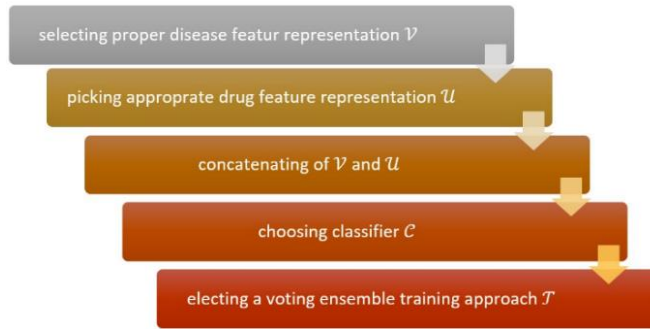 selecting proper disease featur representation 𝒱
picking approprate drug feature representation 𝒰
concatenating of 𝒱 and 𝒰
choosing classifier 𝒞
electing a voting ensemble training approach 𝒯